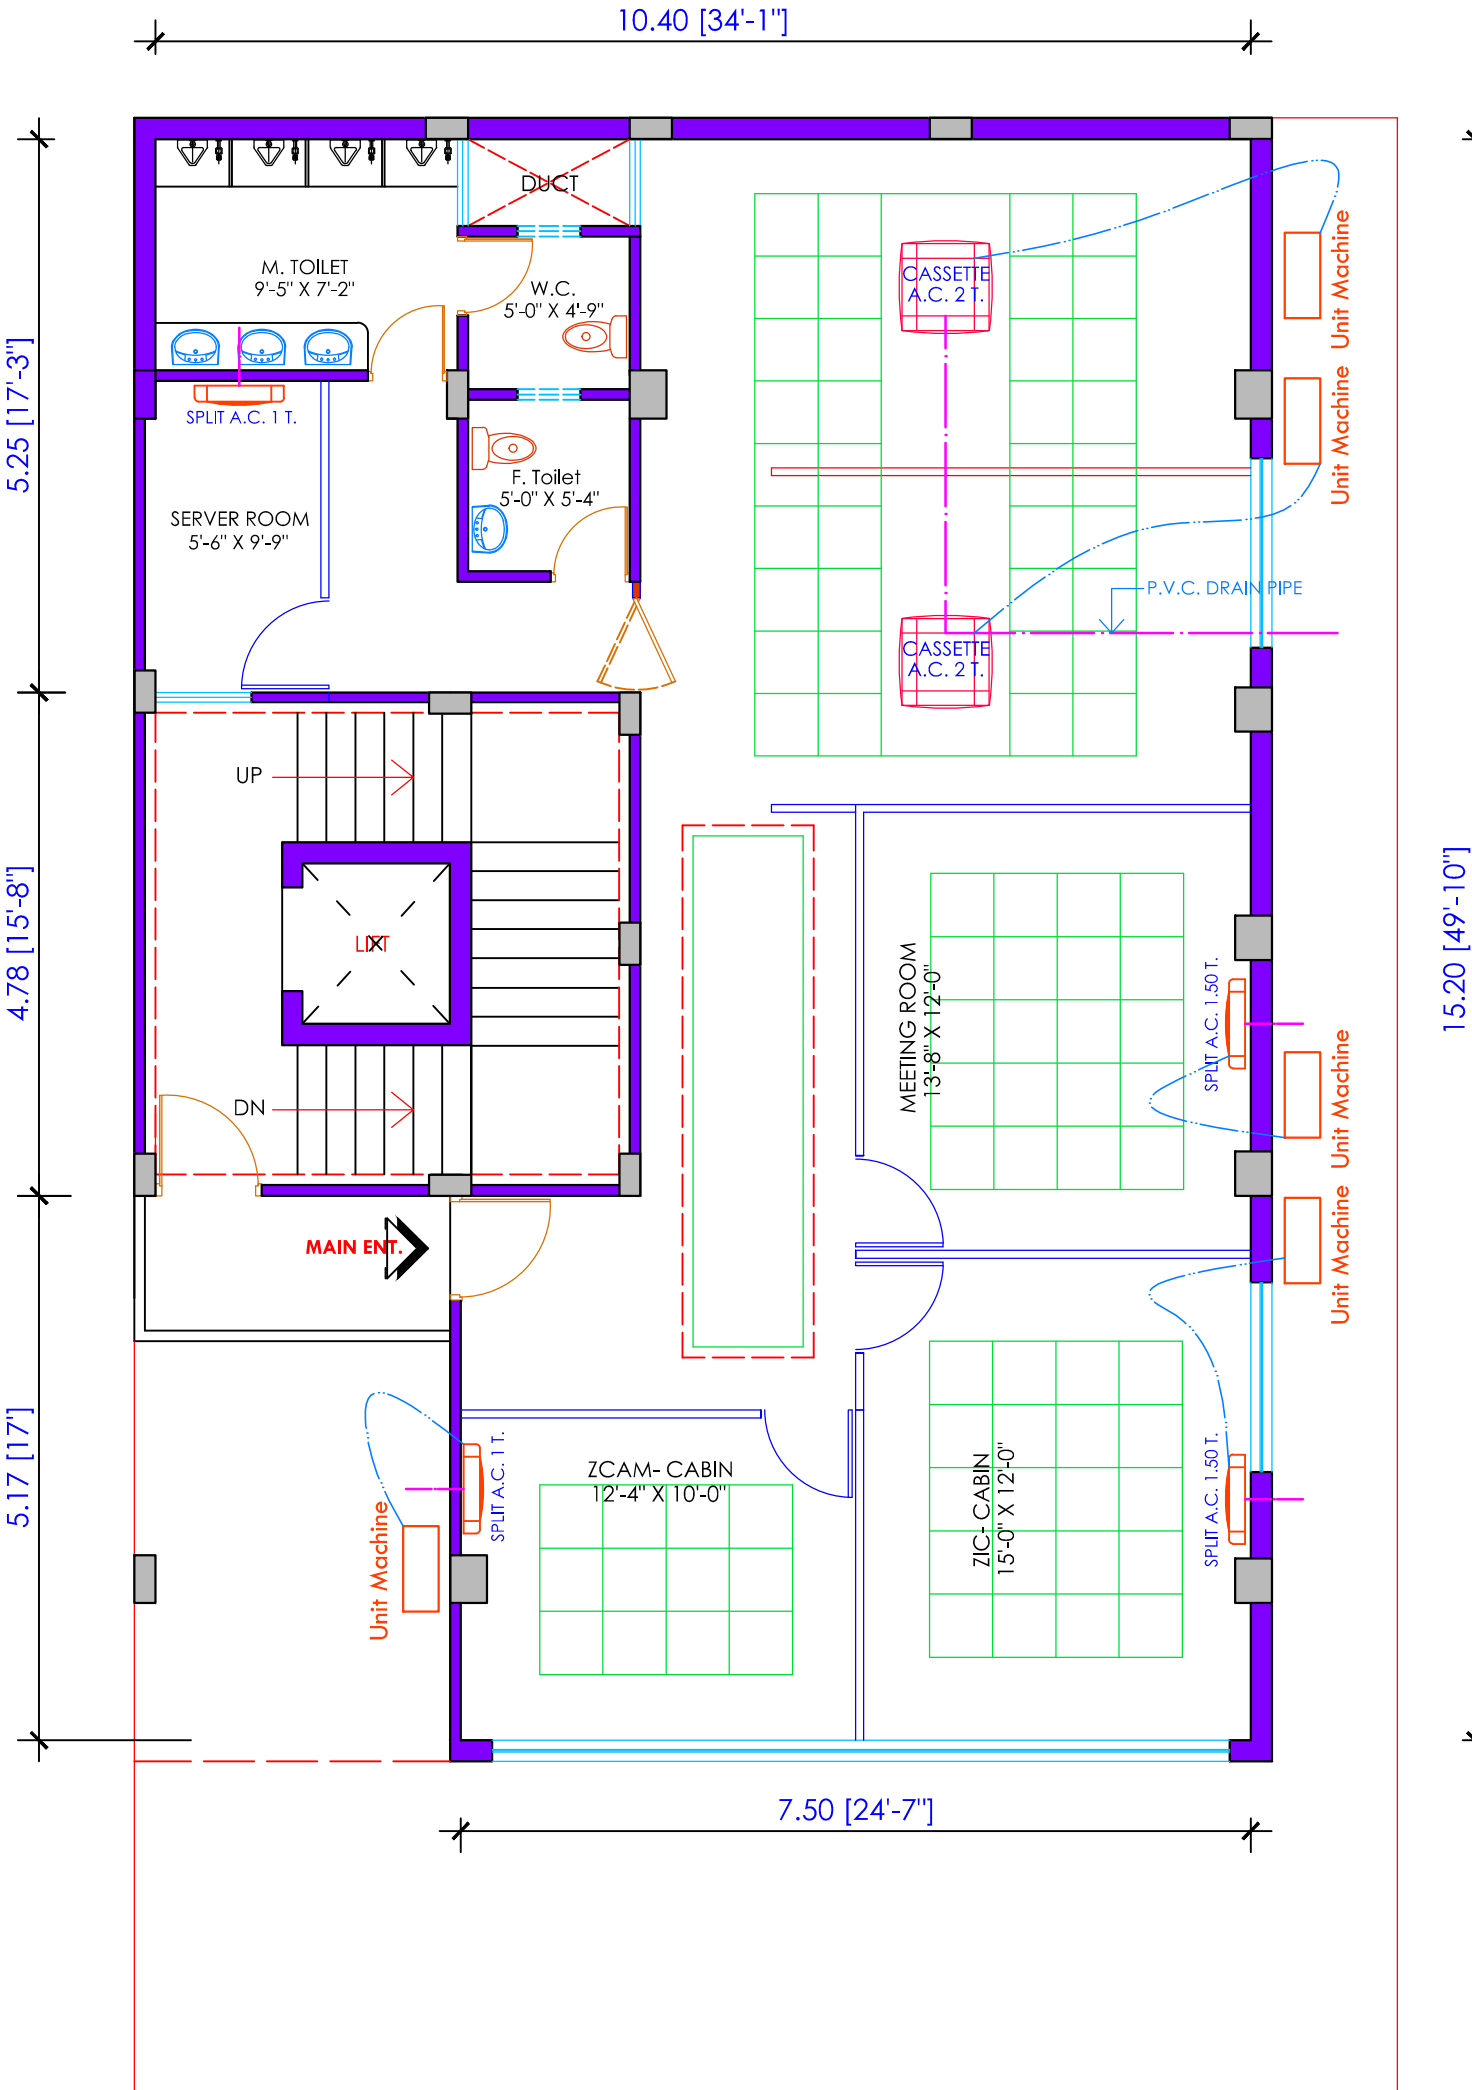 10.40 [34'-1"]
DUCT
M. TOILET
9'-5" X 7'-2"
W.C.
5'-0" X 4'-9"
CASSETTE
A.C. 2 T.
Unit Machine
Unit Machine
5.25 [17'-3"]
SPLIT A.C. 1 T.
F. Toilet
5'-0" X 5'-4"
SERVER ROOM
5'-6" X 9'-9"
P.V.C. DRAIN PIPE
CASSETTE
A.C. 2 T.
UP
LIFT
4.78 [15'-8"]
MEETING ROOM
13'-8" X 12'-0"
SPLIT A.C. 1.50 T.
15.20 [49'-10"]
Unit Machine
DN
MAIN ENT.
Unit Machine
5.17 [17']
ZCAM- CABIN
12'-4" X 10'-0"
SPLIT A.C. 1 T.
Unit Machine
ZIC- CABIN
15'-0" X 12'-0"
SPLIT A.C. 1.50 T.
7.50 [24'-7"]